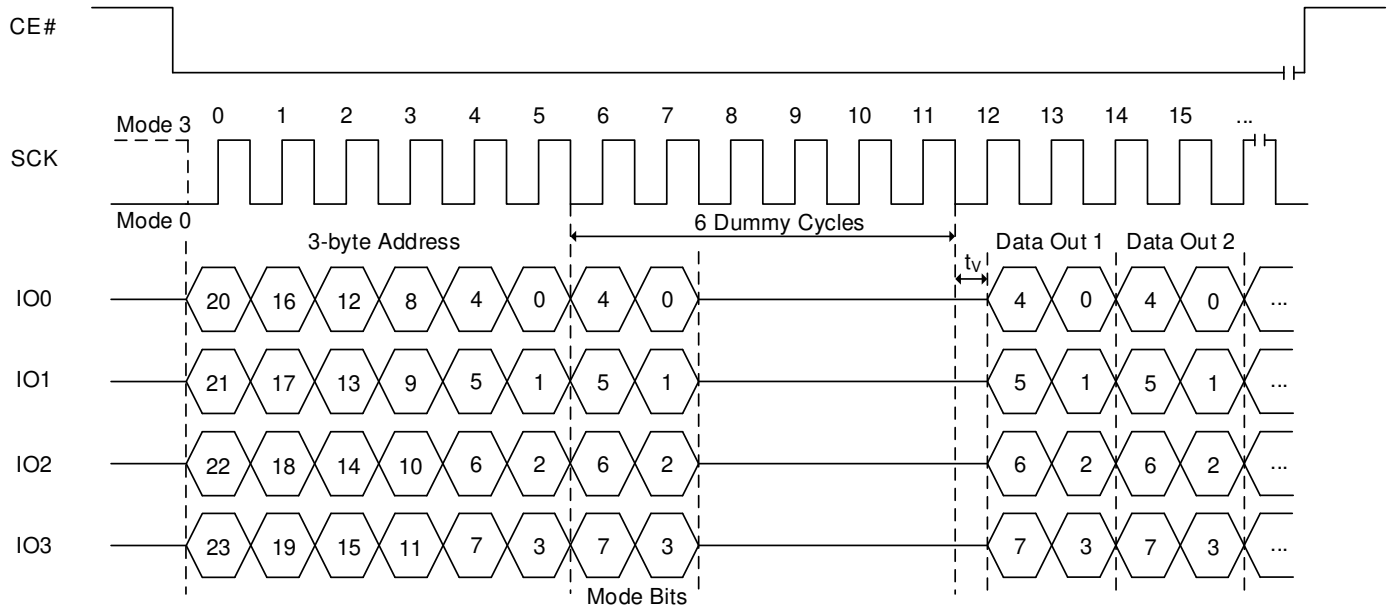 CE#
0 1 2 3 4 5 6 7 8 9 10 11 12 13 14 15 ...
Mode 3
SCK
Mode 0
6 Dummy Cycles
3-byte Address
Data Out 1 Data Out 2
tV
IO0 20 16 12 8 4 0 4 0 4 0 4 0 ...
IO1 21 17 13 9 5 1 5 1 5 1 5 1 ...
IO2 22 18 14 10 6 2 6 2 6 2 6 2 ...
IO3 23 19 15 11 7 3 7 3 7 3 7 3 ...
Mode Bits